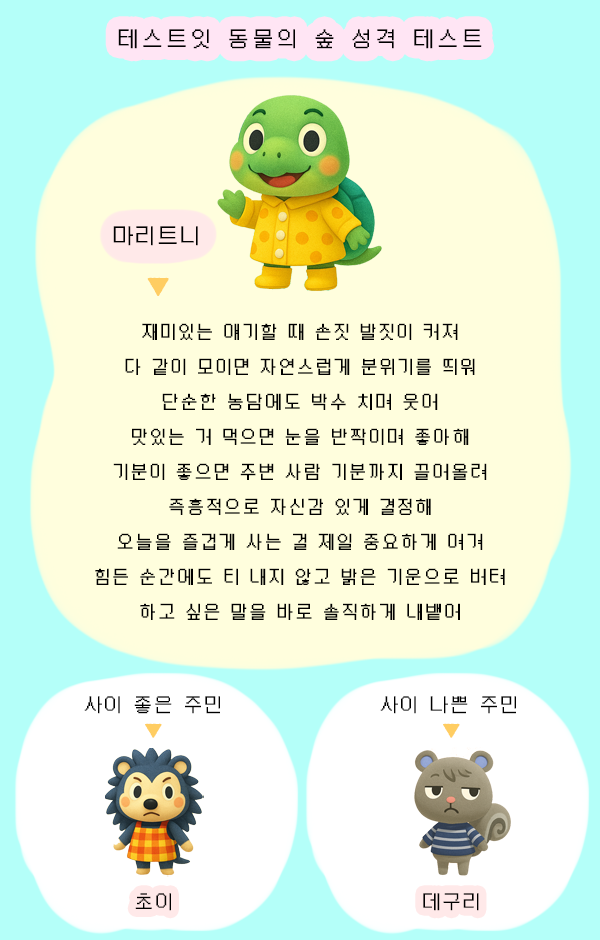 테스트잇 동물의 숲 성격 테스트
마리트니
재미있는 얘기할 때 손짓 발짓이 커져
다 같이 모이면 자연스럽게 분위기를 띄워
단순한 농담에도 박수 치며 웃어
맛있는 거 먹으면 눈을 반짝이며 좋아해
기분이 좋으면 주변 사람 기분까지 끌어올려
즉흥적으로 자신감 있게 결정해
오늘을 즐겁게 사는 걸 제일 중요하게 여겨
힘든 순간에도 티 내지 않고 밝은 기운으로 버텨
하고 싶은 말을 바로 솔직하게 내뱉어
사이 좋은 주민
사이 나쁜 주민
초이
데구리